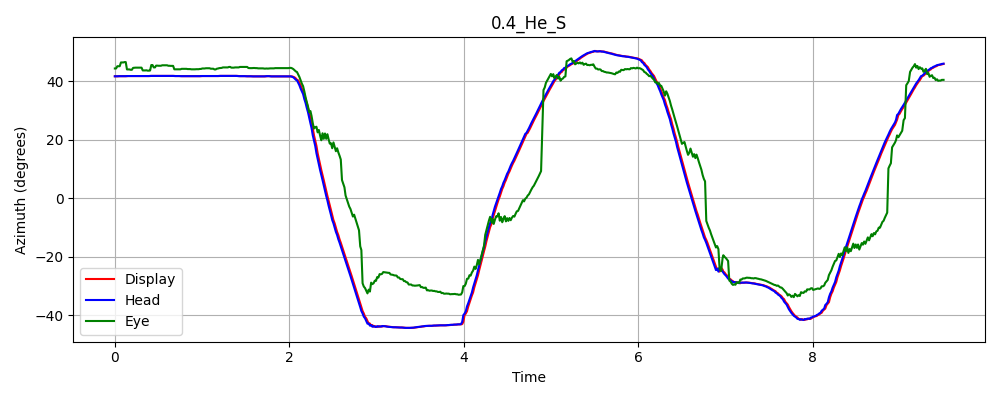 0.4_He_S
Azimuth (degrees)
40
20
0
−20
−40
Display
Head
Eye
0 2 4 6 8
Time